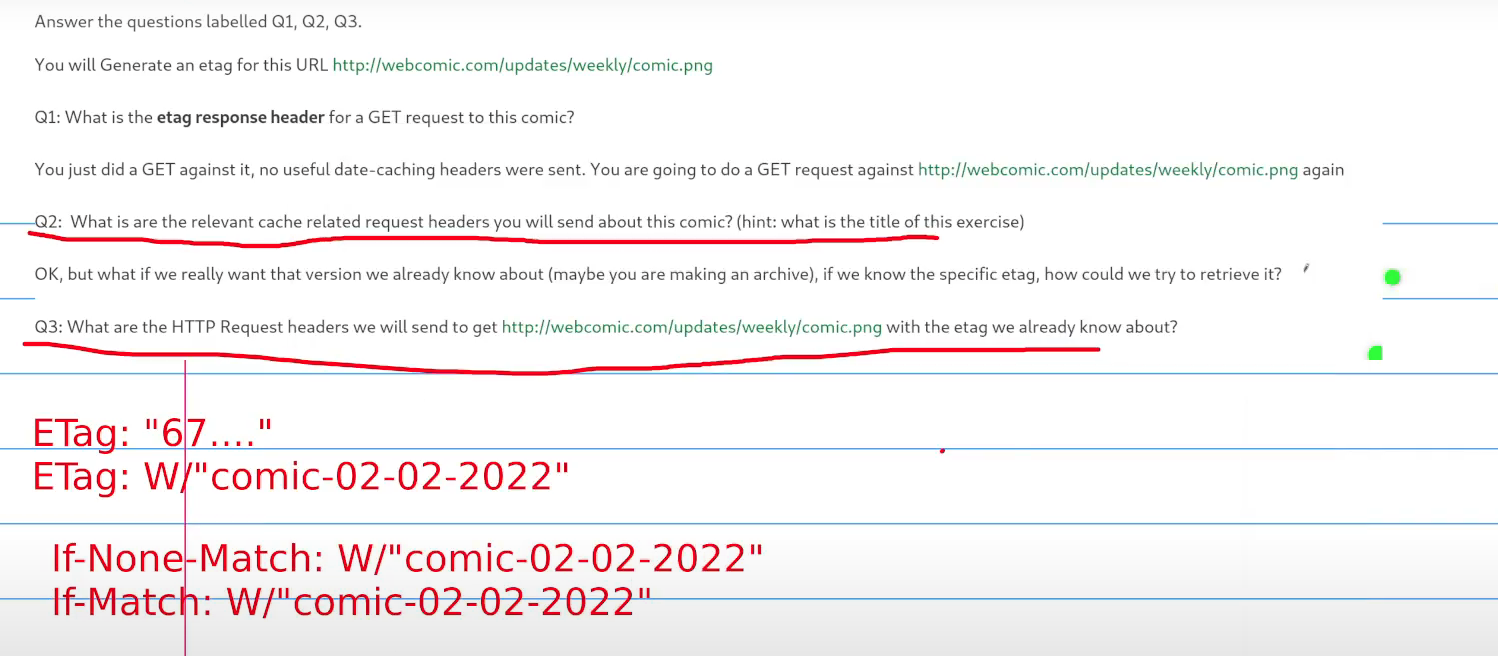 Answer the questions labelled Q1, Q2, Q3.
You will Generate an etag for this URL http://webcomic.com/updates/weekly/comic.png
Q1: What is the etag response header for a GET request to this comic?
You just did a GET against it, no useful date-caching headers were sent. You are going to do a GET request against http://webcomic.com/updates/weekly/comic.png again
Q2: What is are the relevant cache related request headers you will send about this comic? (hint: what is the title of this exercise)
OK, but what if we really want that version we already know about (maybe you are making an archive), if we know the specific etag, how could we try to retrieve it?
Q3: What are the HTTP Request headers we will send to get http://webcomic.com/updates/weekly/comic.png with the etag we already know about?
ETag: "67...."
ETag: W/"comic-02-02-2022"
If-None-Match: W/"comic-02-02-2022"
If-Match: W/"comic-02-02-2022"